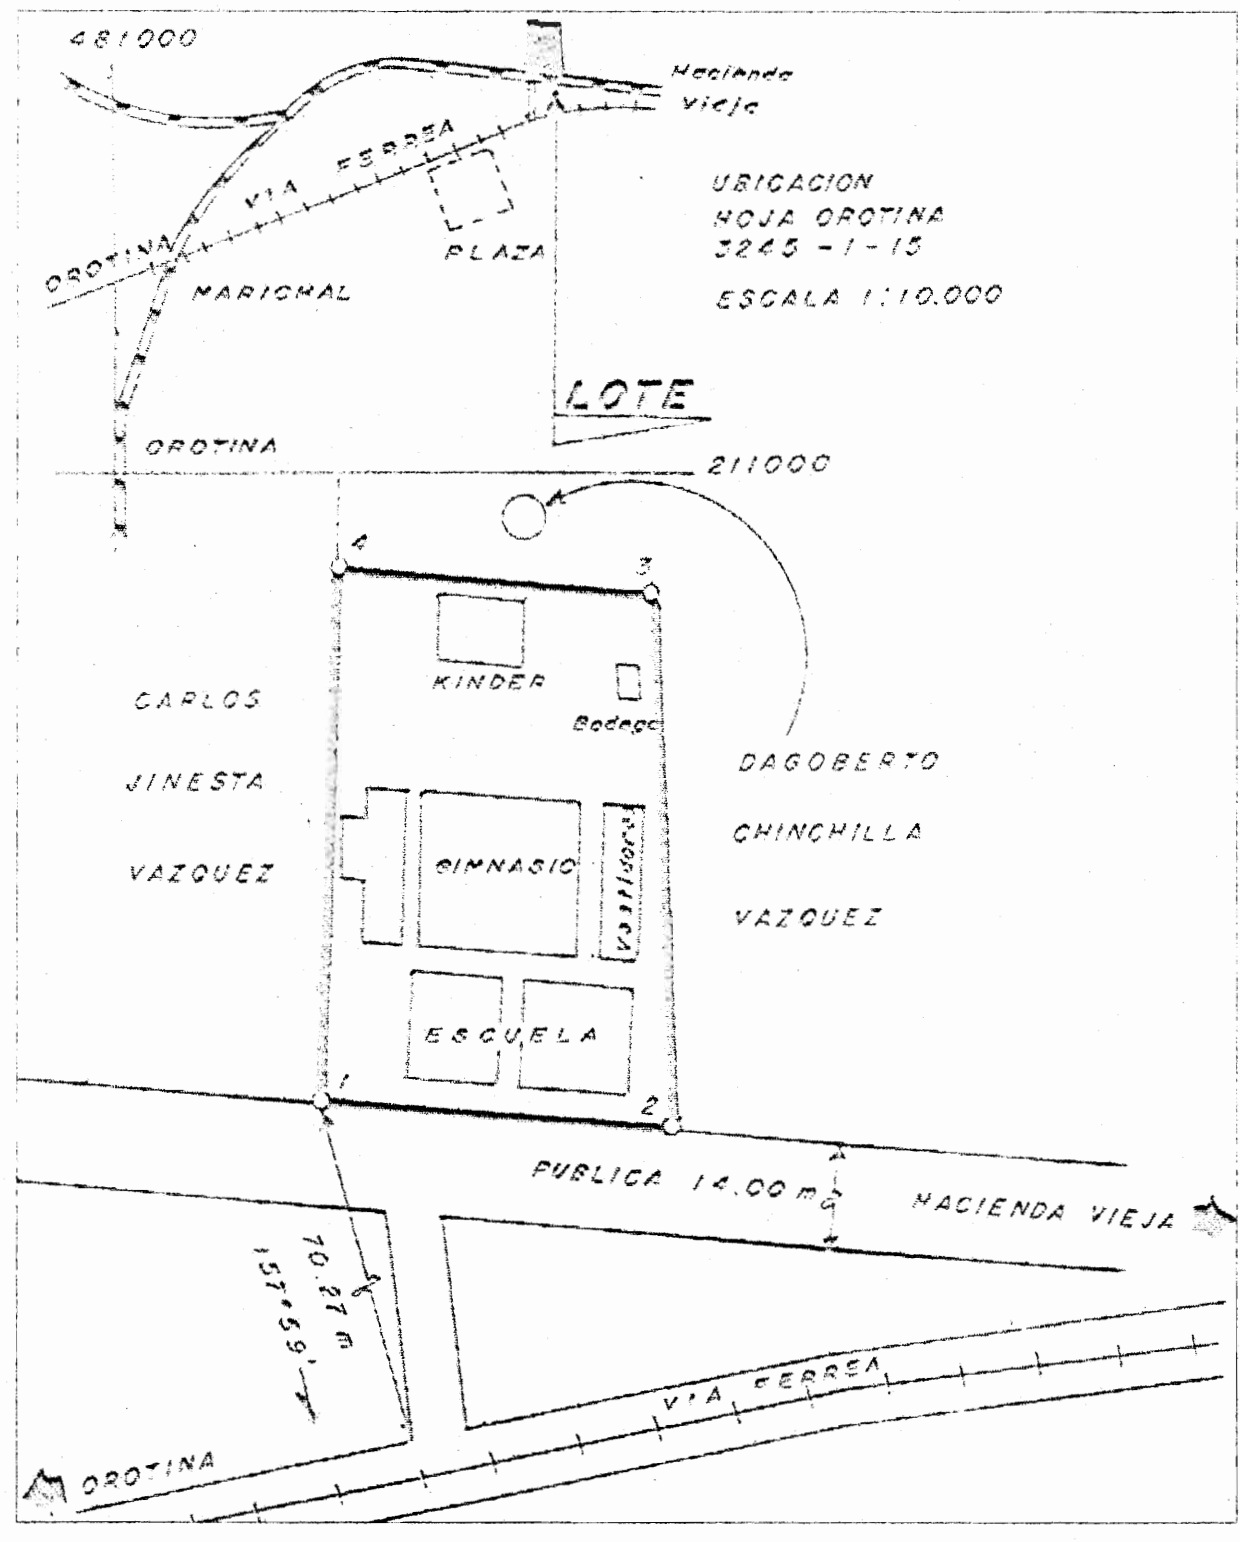 481000
Hacienda
Vieja
VIA FERREA
UBICACION
HOJA OROTINA
3245 - 1 - 15
ESCALA 1:10.000
OROTINA
PLAZA
MARICHAL
LOTE
OROTINA
211000
4
3
KINDER
Bodega
CARLOS
JINESTA
VAZQUEZ
DAGOBERTO
CHINCHILLA
VAZQUEZ
GIMNASIO
ESCUELA
1
2
PUBLICA 14.00 m
HACIENDA VIEJA
70.27 m
157°59'
VIA FERREA
OROTINA